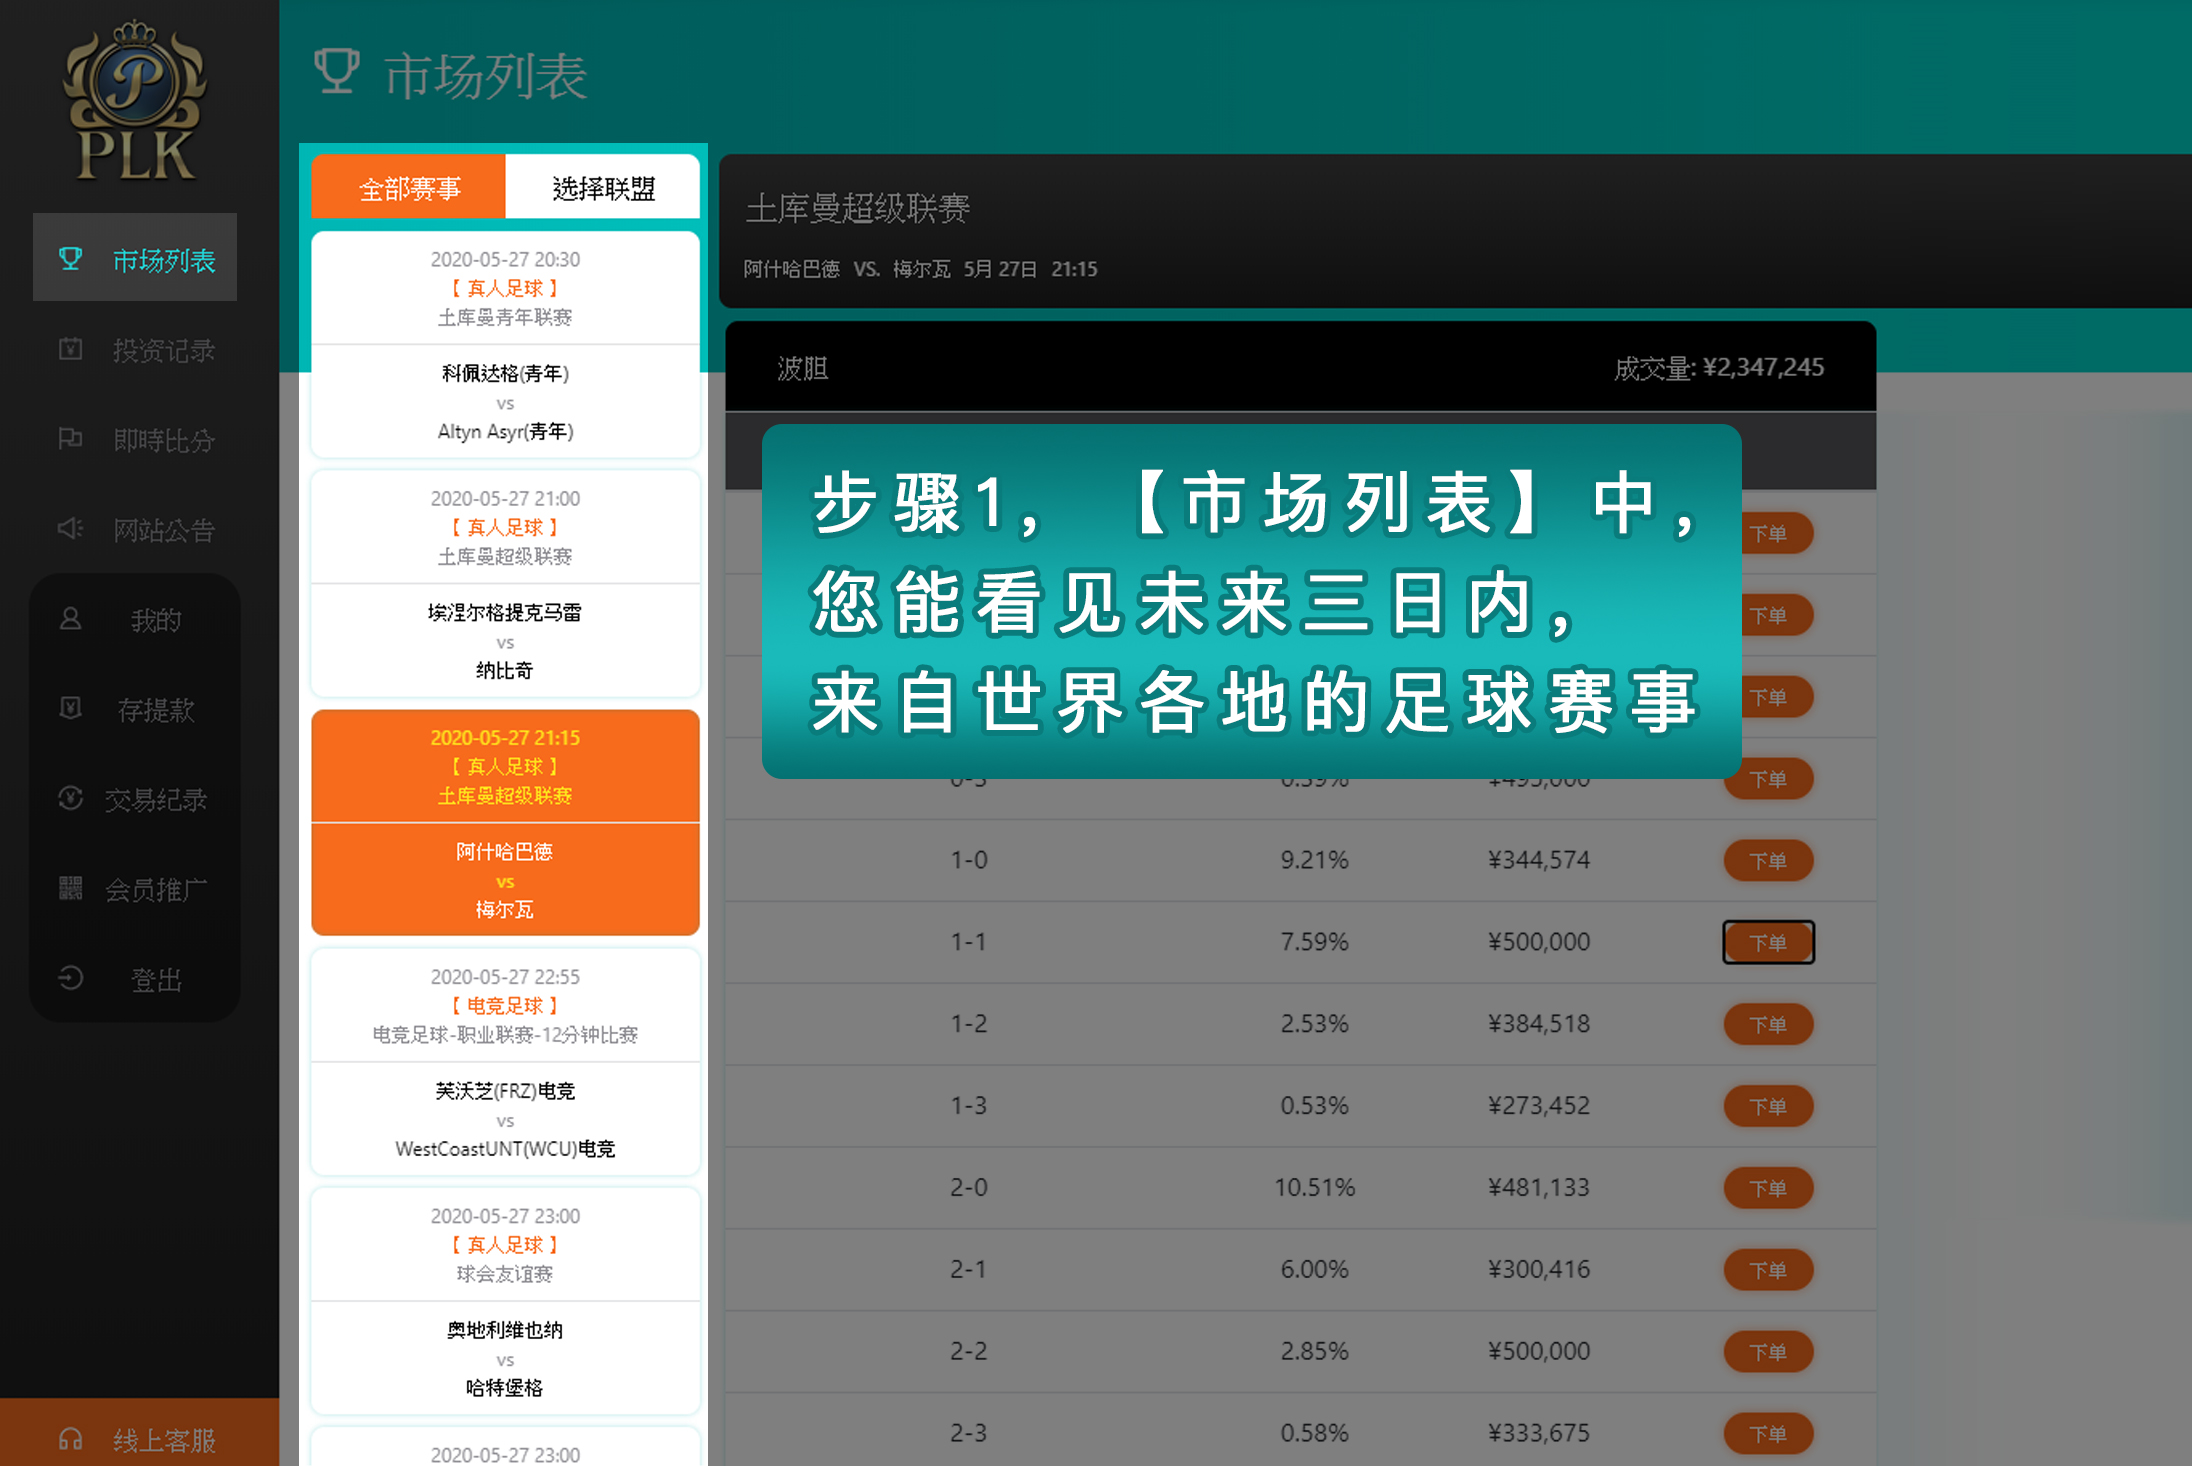 P
PLK
市场列表
投资记录
即時比分
网站公告
我的
存提款
交易纪录
会员推广
登出
线上客服
市场列表
全部赛事 选择联盟
2020-05-27 20:30
【 真人足球 】
土库曼青年联赛
科佩达格(青年)
vs
Altyn Asyr(青年)
2020-05-27 21:00
【 真人足球 】
土库曼超级联赛
埃涅尔格提克马雷
vs
纳比奇
2020-05-27 21:15
【 真人足球 】
土库曼超级联赛
阿什哈巴德
vs
梅尔瓦
2020-05-27 22:55
【 电竞足球 】
电竞足球-职业联赛-12分钟比赛
芙沃芝(FRZ)电竞
vs
WestCoastUNT(WCU)电竞
2020-05-27 23:00
【 真人足球 】
球会友谊赛
奥地利维也纳
vs
哈特堡格
2020-05-27 23:00
土库曼超级联赛
阿什哈巴德 VS. 梅尔瓦 5月 27日 21:15
波胆 成交量: ¥2,347,245
步骤1，【市场列表】中，
您能看见未来三日内，
来自世界各地的足球赛事
下单
下单
下单
下单
1-0 9.21% ¥344,574 下单
1-1 7.59% ¥500,000 下单
1-2 2.53% ¥384,518 下单
1-3 0.53% ¥273,452 下单
2-0 10.51% ¥481,133 下单
2-1 6.00% ¥300,416 下单
2-2 2.85% ¥500,000 下单
2-3 0.58% ¥333,675 下单